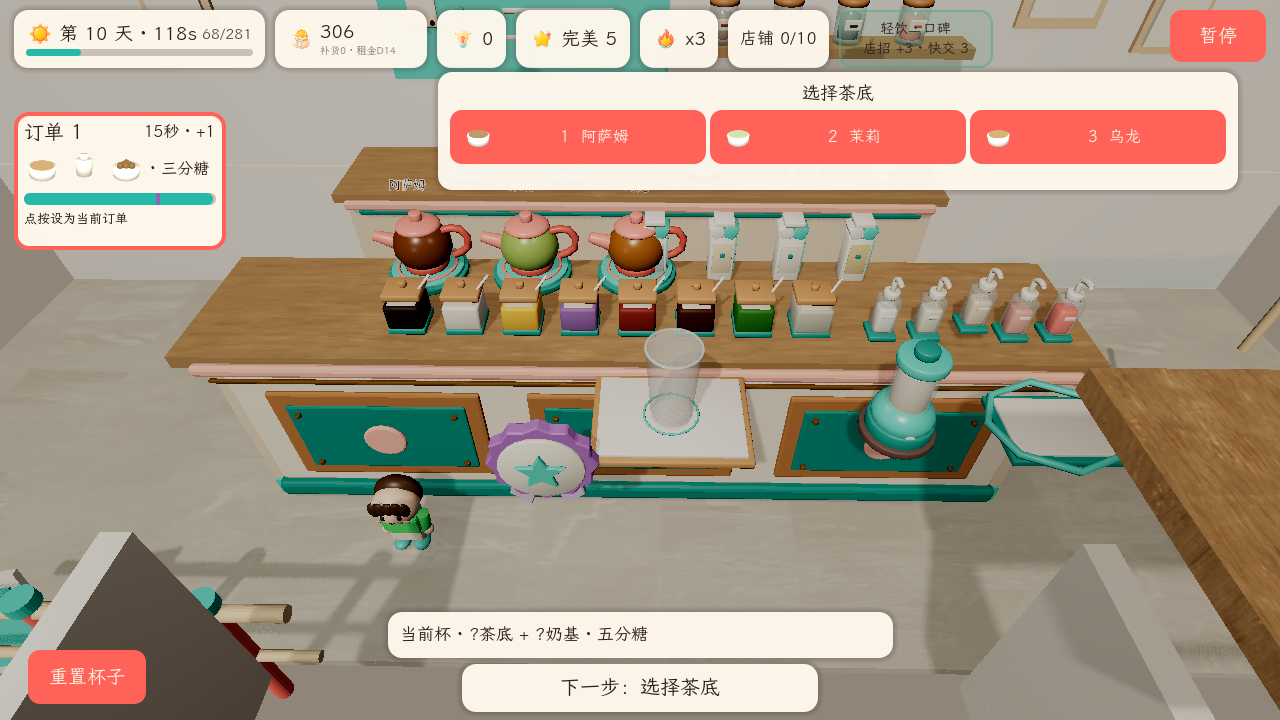 第 10 天·118s 62281
306
补货0·租金D14
0
完美 5
x3
店铺 0/10
轻饮一口碑
店招 +3·快交 3
暂停
选择茶底
1 阿萨姆
2 茉莉
3 乌龙
订单 1
15秒·+1
·三分糖
点按设为当前订单
阿萨姆
当前杯·?茶底 + ?奶基·五分糖
下一步: 选择茶底
重置杯子